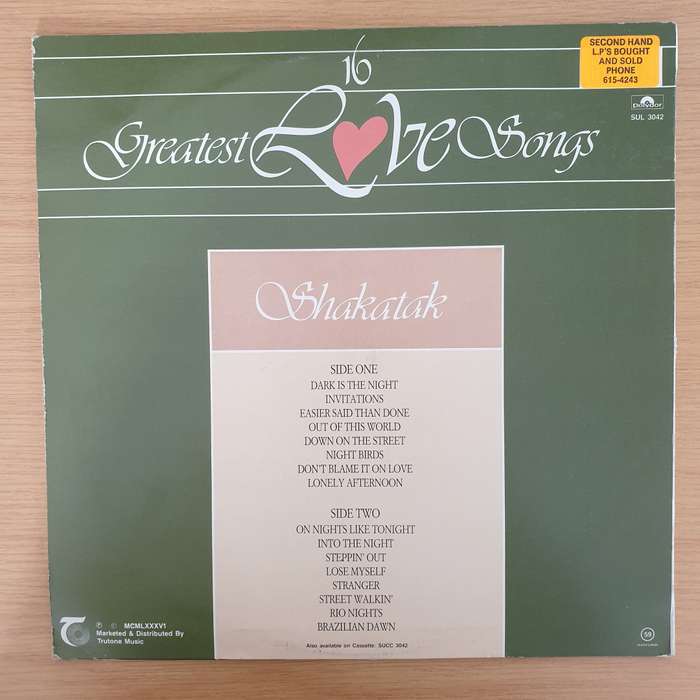 SECOND HAND
L.P'S BOUGHT
AND SOLD
PHONE
615-4243
polydor
SUL 3042
16
Greatest Love Songs
Shakatak
SIDE ONE
DARK IS THE NIGHT
INVITATIONS
EASIER SAID THAN DONE
OUT OF THIS WORLD
DOWN ON THE STREET
NIGHT BIRDS
DON'T BLAME IT ON LOVE
LONELY AFTERNOON
SIDE TWO
ON NIGHTS LIKE TONIGHT
INTO THE NIGHT
STEPPIN' OUT
LOSE MYSELF
STRANGER
STREET WALKIN'
RIO NIGHTS
BRAZILIAN DAWN
Also available on Cassette: SUCC 3042
℗ © MCMLXXXV1
Marketed & Distributed By
Trutone Music
59